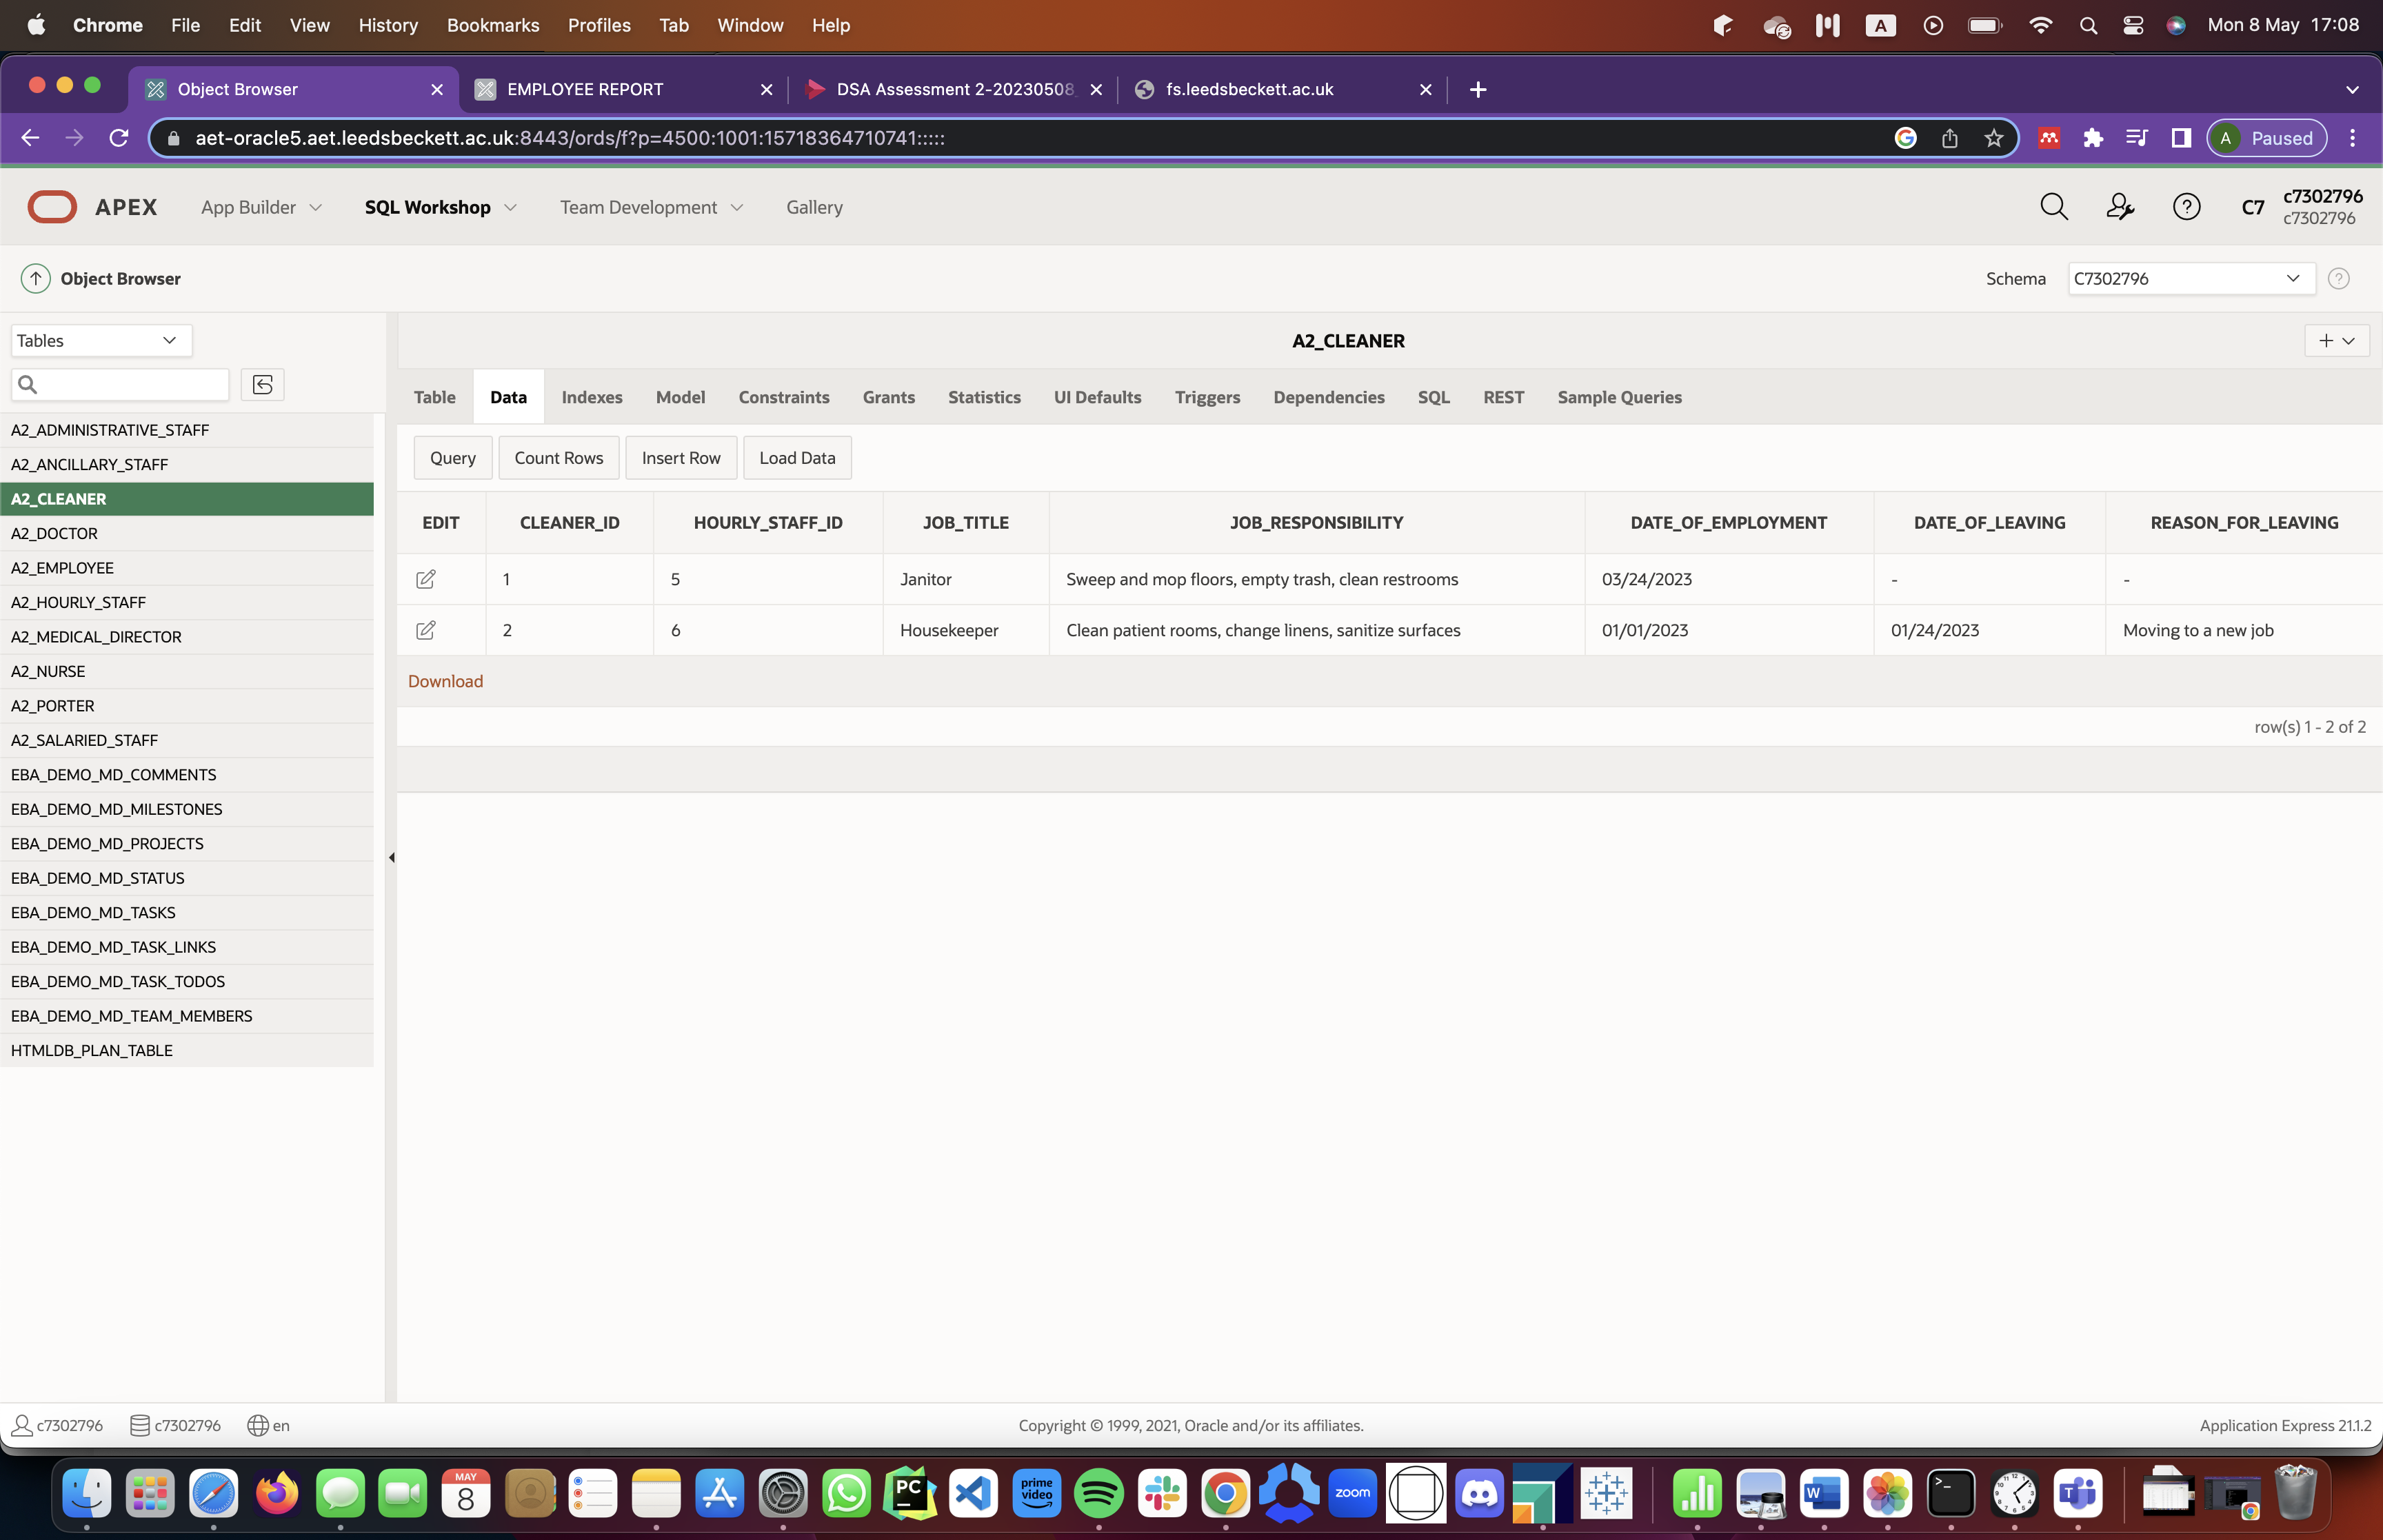 Chrome File Edit View History Bookmarks Profiles Tab Window Help A Mon 8 May 17:08
Object Browser EMPLOYEE REPORT DSA Assessment 2-20230508 fs.leedsbeckett.ac.uk
aet-oracle5.aet.leedsbeckett.ac.uk:8443/ords/f?p=4500:1001:15718364710741::::: A Paused
APEX App Builder SQL Workshop Team Development Gallery C7 c7302796
c7302796
Object Browser Schema C7302796
Tables
A2_CLEANER
Table Data Indexes Model Constraints Grants Statistics UI Defaults Triggers Dependencies SQL REST Sample Queries
Query Count Rows Insert Row Load Data
A2_ADMINISTRATIVE_STAFF
A2_ANCILLARY_STAFF
A2_CLEANER
A2_DOCTOR
A2_EMPLOYEE
A2_HOURLY_STAFF
A2_MEDICAL_DIRECTOR
A2_NURSE
A2_PORTER
A2_SALARIED_STAFF
EBA_DEMO_MD_COMMENTS
EBA_DEMO_MD_MILESTONES
EBA_DEMO_MD_PROJECTS
EBA_DEMO_MD_STATUS
EBA_DEMO_MD_TASKS
EBA_DEMO_MD_TASK_LINKS
EBA_DEMO_MD_TASK_TODOS
EBA_DEMO_MD_TEAM_MEMBERS
HTMLDB_PLAN_TABLE
EDIT CLEANER_ID HOURLY_STAFF_ID JOB_TITLE JOB_RESPONSIBILITY DATE_OF_EMPLOYMENT DATE_OF_LEAVING REASON_FOR_LEAVING
1 5 Janitor Sweep and mop floors, empty trash, clean restrooms 03/24/2023 - -
2 6 Housekeeper Clean patient rooms, change linens, sanitize surfaces 01/01/2023 01/24/2023 Moving to a new job
Download
row(s) 1 - 2 of 2
c7302796 c7302796 en Copyright © 1999, 2021, Oracle and/or its affiliates. Application Express 21.1.2
MAY
8
PC
prime video
zoom
W
T